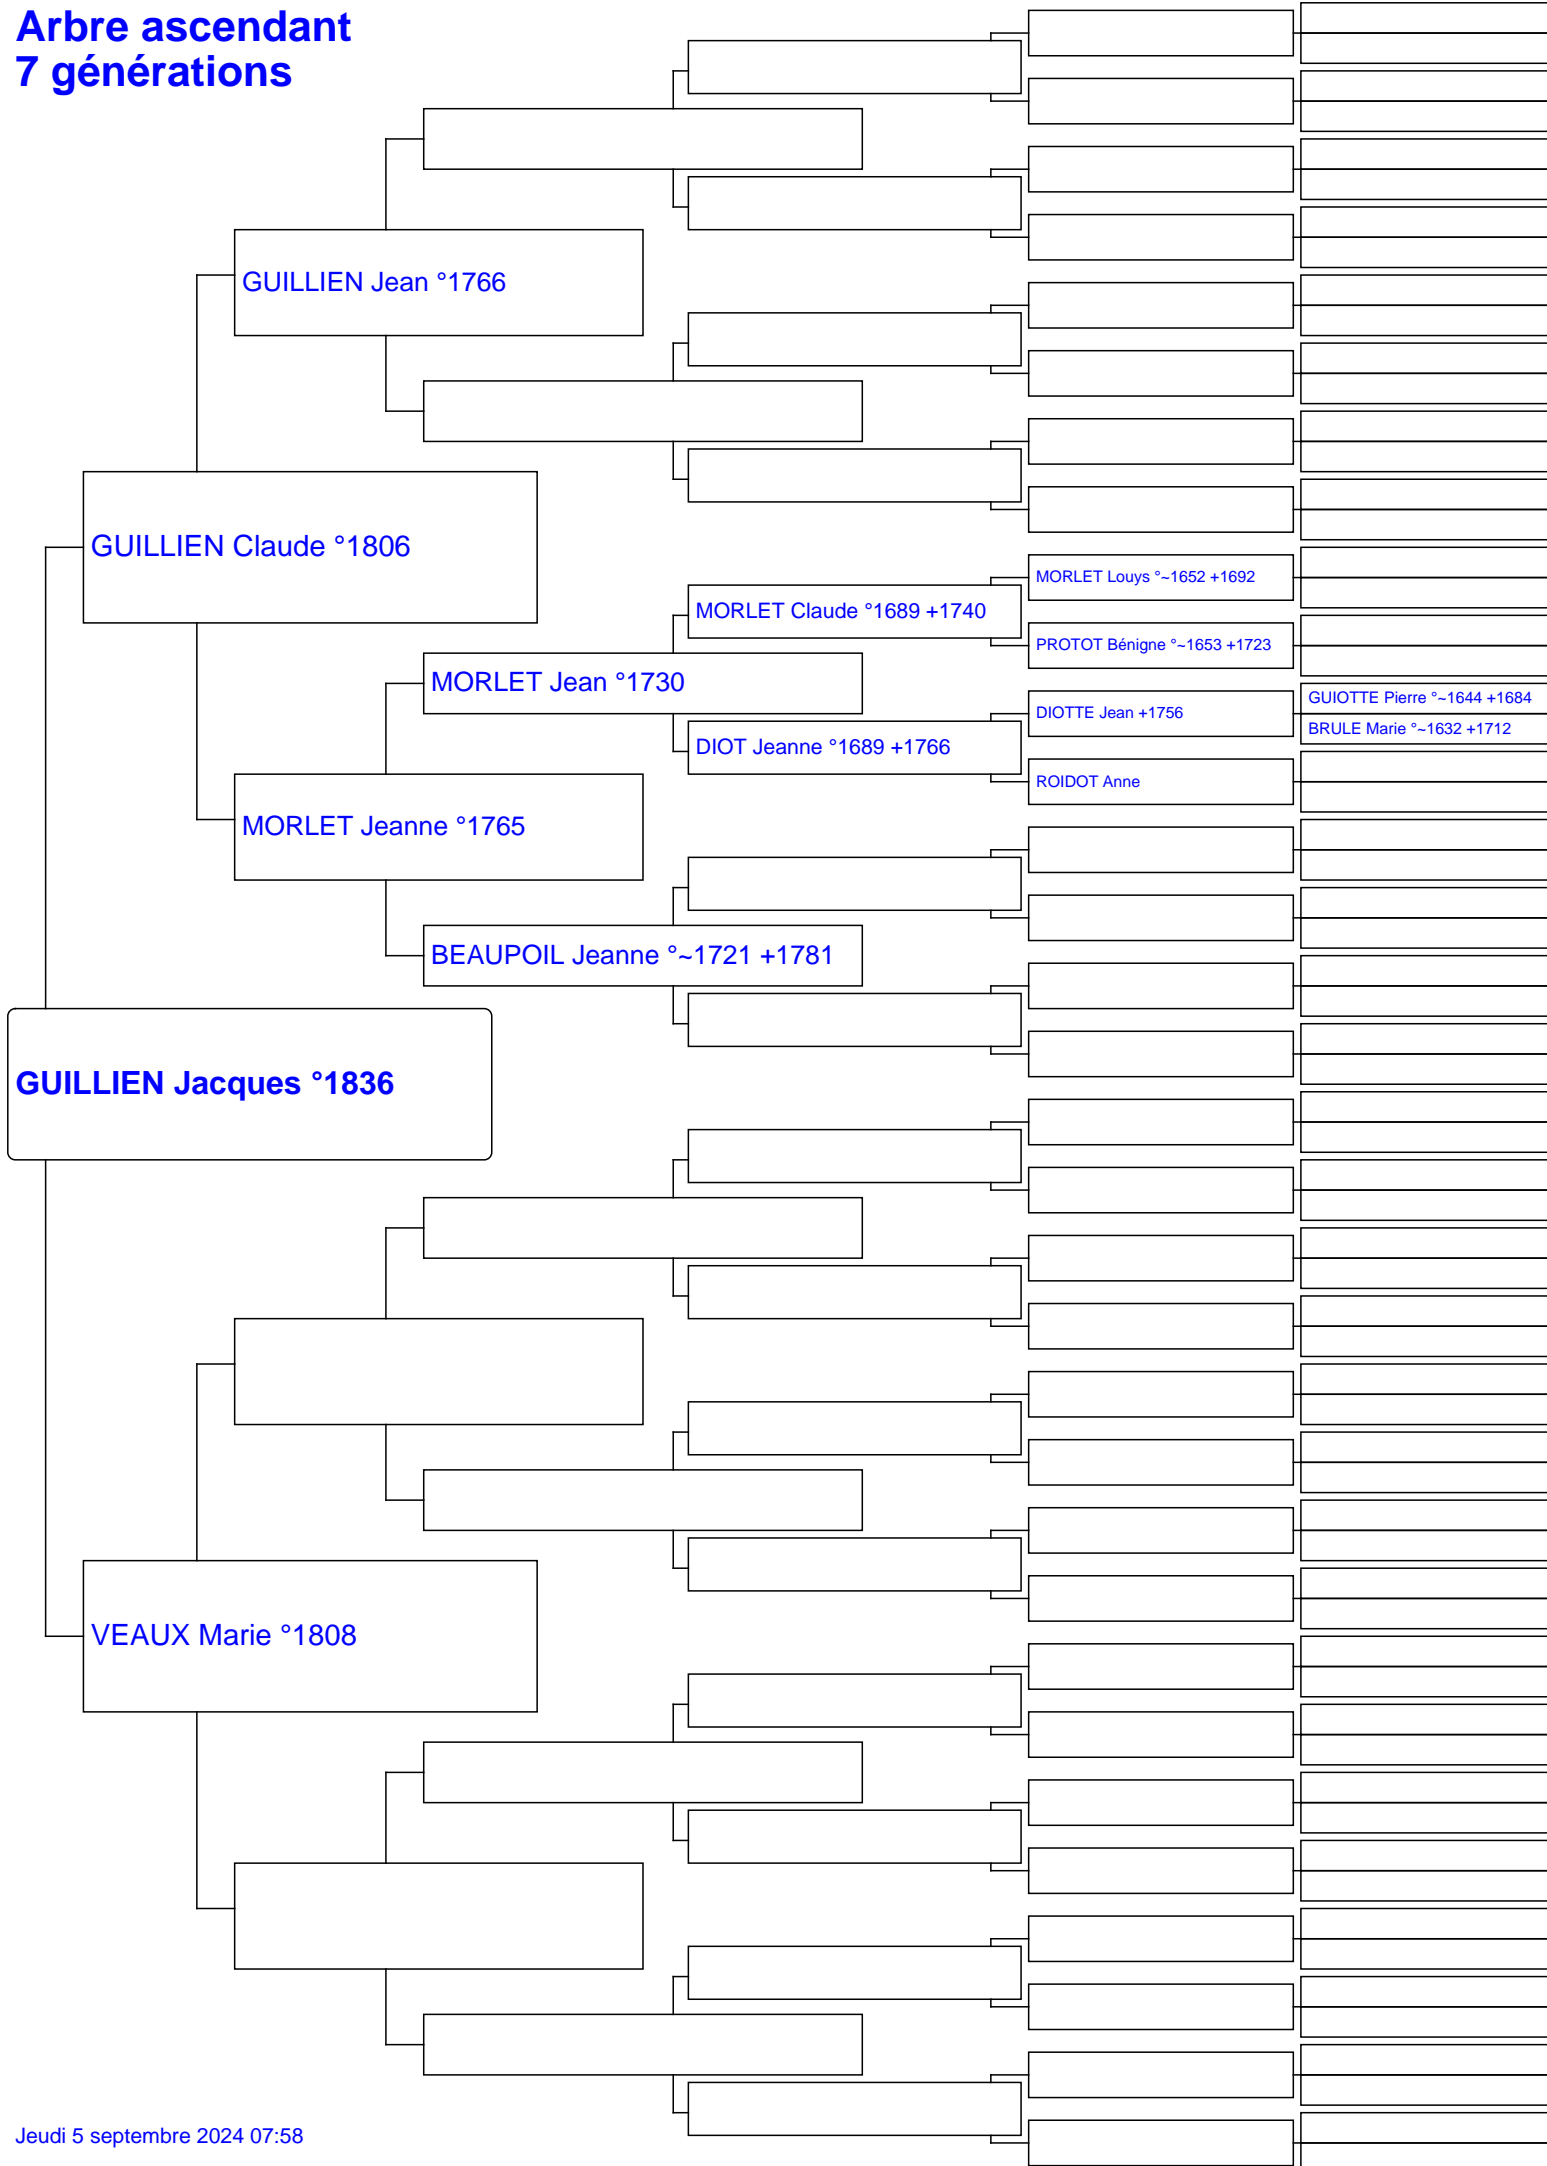 Arbre ascendant
7 générations
GUILLIEN Jean °1766
GUILLIEN Claude °1806
MORLET Louys °~1652 +1692
MORLET Claude °1689 +1740
PROTOT Bénigne °~1653 +1723
MORLET Jean °1730
GUIOTTE Pierre °~1644 +1684
DIOTTE Jean +1756
BRULE Marie °~1632 +1712
DIOT Jeanne °1689 +1766
ROIDOT Anne
MORLET Jeanne °1765
BEAUPOIL Jeanne °~1721 +1781
GUILLIEN Jacques °1836
VEAUX Marie °1808
Jeudi 5 septembre 2024 07:58